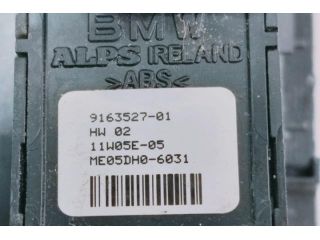 BMW
ALPS IRELAND
>ABS<
9163527-01
HW 02
11W05E-05
ME05DH0-6031